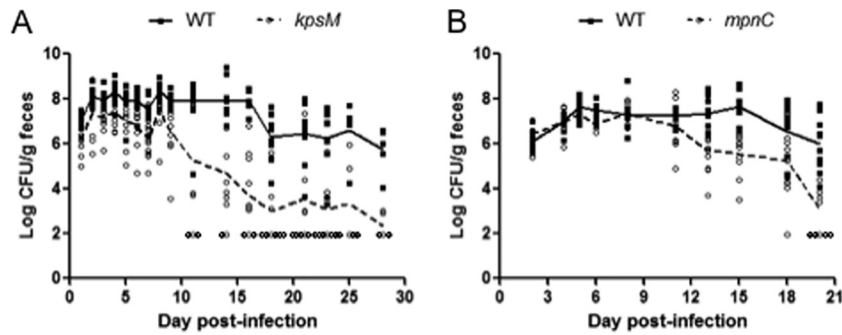 A
WT kpsM
Log CFU/g feces
10
8
6
4
2
0
0 5 10 15 20 25 30
Day post-infection
B
WT mpnC
Log CFU/g feces
10
8
6
4
2
0
0 3 6 9 12 15 18 21
Day post-infection